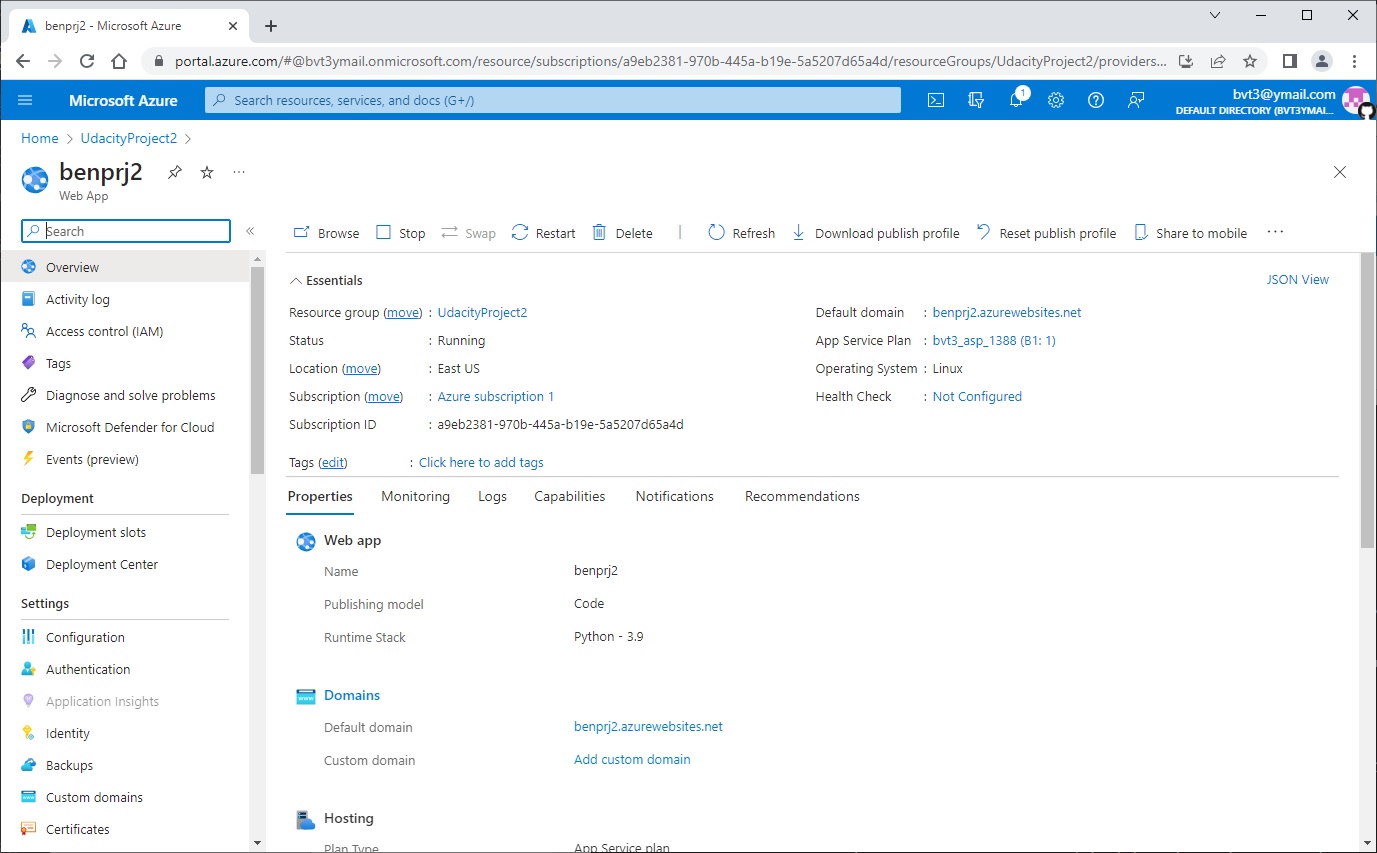 benprj2 - Microsoft Azure
portal.azure.com/#@bvt3ymail.onmicrosoft.com/resource/subscriptions/a9eb2381-970b-445a-b19e-5a5207d65a4d/resourceGroups/UdacityProject2/providers...
Microsoft Azure
Search resources, services, and docs (G+/)
1
bvt3@ymail.com
DEFAULT DIRECTORY (BVT3YMAI...
Home > UdacityProject2 >
benprj2
Web App
Search
Browse Stop Swap Restart Delete Refresh Download publish profile Reset publish profile Share to mobile
Overview
Activity log
Access control (IAM)
Tags
Diagnose and solve problems
Microsoft Defender for Cloud
Events (preview)
Deployment
Deployment slots
Deployment Center
Settings
Configuration
Authentication
Application Insights
Identity
Backups
Custom domains
Certificates
Essentials
JSON View
Resource group (move) : UdacityProject2
Status : Running
Location (move) : East US
Subscription (move) : Azure subscription 1
Subscription ID : a9eb2381-970b-445a-b19e-5a5207d65a4d
Default domain : benprj2.azurewebsites.net
App Service Plan : bvt3_asp_1388 (B1: 1)
Operating System : Linux
Health Check : Not Configured
Tags (edit) : Click here to add tags
Properties Monitoring Logs Capabilities Notifications Recommendations
Web app
Name benprj2
Publishing model Code
Runtime Stack Python - 3.9
www
Domains
Default domain benprj2.azurewebsites.net
Custom domain Add custom domain
Hosting
Plan Type App Service plan